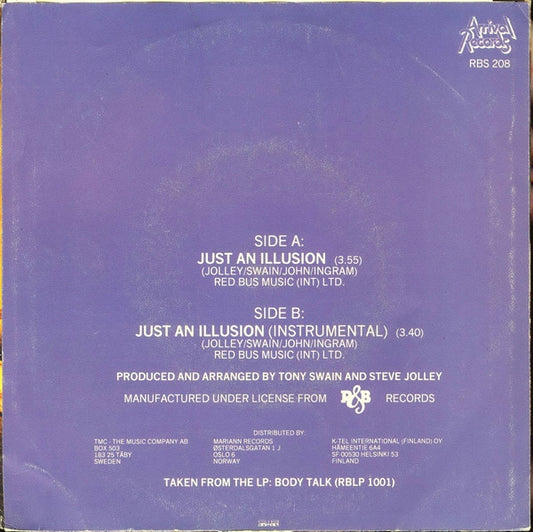 Arrival
Records
RBS 208
SIDE A:
JUST AN ILLUSION (3.55)
(JOLLEY/SWAIN/JOHN/INGRAM)
RED BUS MUSIC (INT) LTD.
SIDE B:
JUST AN ILLUSION (INSTRUMENTAL) (3.40)
(JOLLEY/SWAIN/JOHN/INGRAM)
RED BUS MUSIC (INT) LTD.
PRODUCED AND ARRANGED BY TONY SWAIN AND STEVE JOLLEY
MANUFACTURED UNDER LICENSE FROM R&B RECORDS
DISTRIBUTED BY:
TMC - THE MUSIC COMPANY AB
BOX 503
183 25 TÄBY
SWEDEN
MARIANN RECORDS
ØSTERDALSGATAN 1 J
OSLO 6
NORWAY
K-TEL INTERNATIONAL (FINLAND) OY
HÄMEENTIE 6A4
SF-00530 HELSINKI 53
FINLAND
TAKEN FROM THE LP: BODY TALK (RBLP 1001)